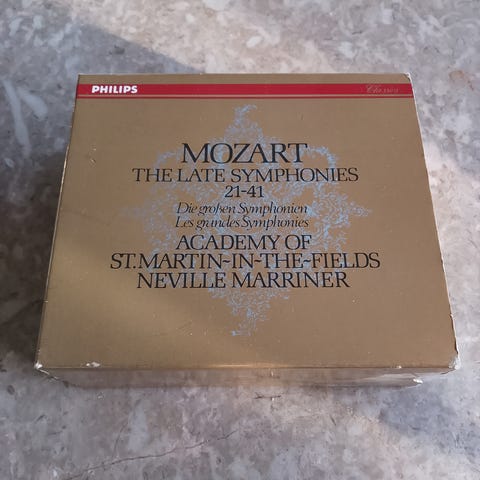 PHILIPS
Classics
MOZART
THE LATE SYMPHONIES
21-41
Die großen Symphonien
Les grandes Symphonies
ACADEMY OF
ST.MARTIN-IN-THE-FIELDS
NEVILLE MARRINER